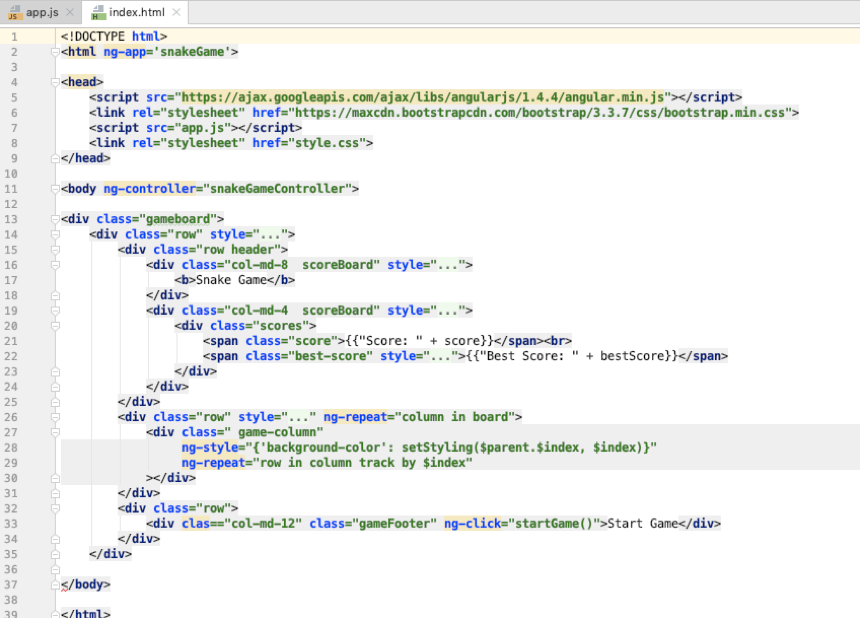 app.js index.html
1 <!DOCTYPE html>
2 <html ng-app='snakeGame'>
3
4 <head>
5 <script src="https://ajax.googleapis.com/ajax/libs/angularjs/1.4.4/angular.min.js"></script>
6 <link rel="stylesheet" href="https://maxcdn.bootstrapcdn.com/bootstrap/3.3.7/css/bootstrap.min.css">
7 <script src="app.js"></script>
8 <link rel="stylesheet" href="style.css">
9 </head>
10
11 <body ng-controller="snakeGameController">
12
13 <div class="gameboard">
14 <div class="row" style="...">
15 <div class="row header">
16 <div class="col-md-8  scoreBoard" style="...">
17 <b>Snake Game</b>
18 </div>
19 <div class="col-md-4  scoreBoard" style="...">
20 <div class="scores">
21 <span class="score">{{"Score: " + score}}</span><br>
22 <span class="best-score" style="...">{{"Best Score: " + bestScore}}</span>
23 </div>
24 </div>
25 </div>
26 <div class="row" style="..." ng-repeat="column in board">
27 <div class=" game-column"
28 ng-style="{'background-color': setStyling($parent.$index, $index)}"
29 ng-repeat="row in column track by $index"
30 ></div>
31 </div>
32 <div class="row">
33 <div clas=="col-md-12" class="gameFooter" ng-click="startGame()">Start Game</div>
34 </div>
35 </div>
36
37 </body>
38
39 </html>